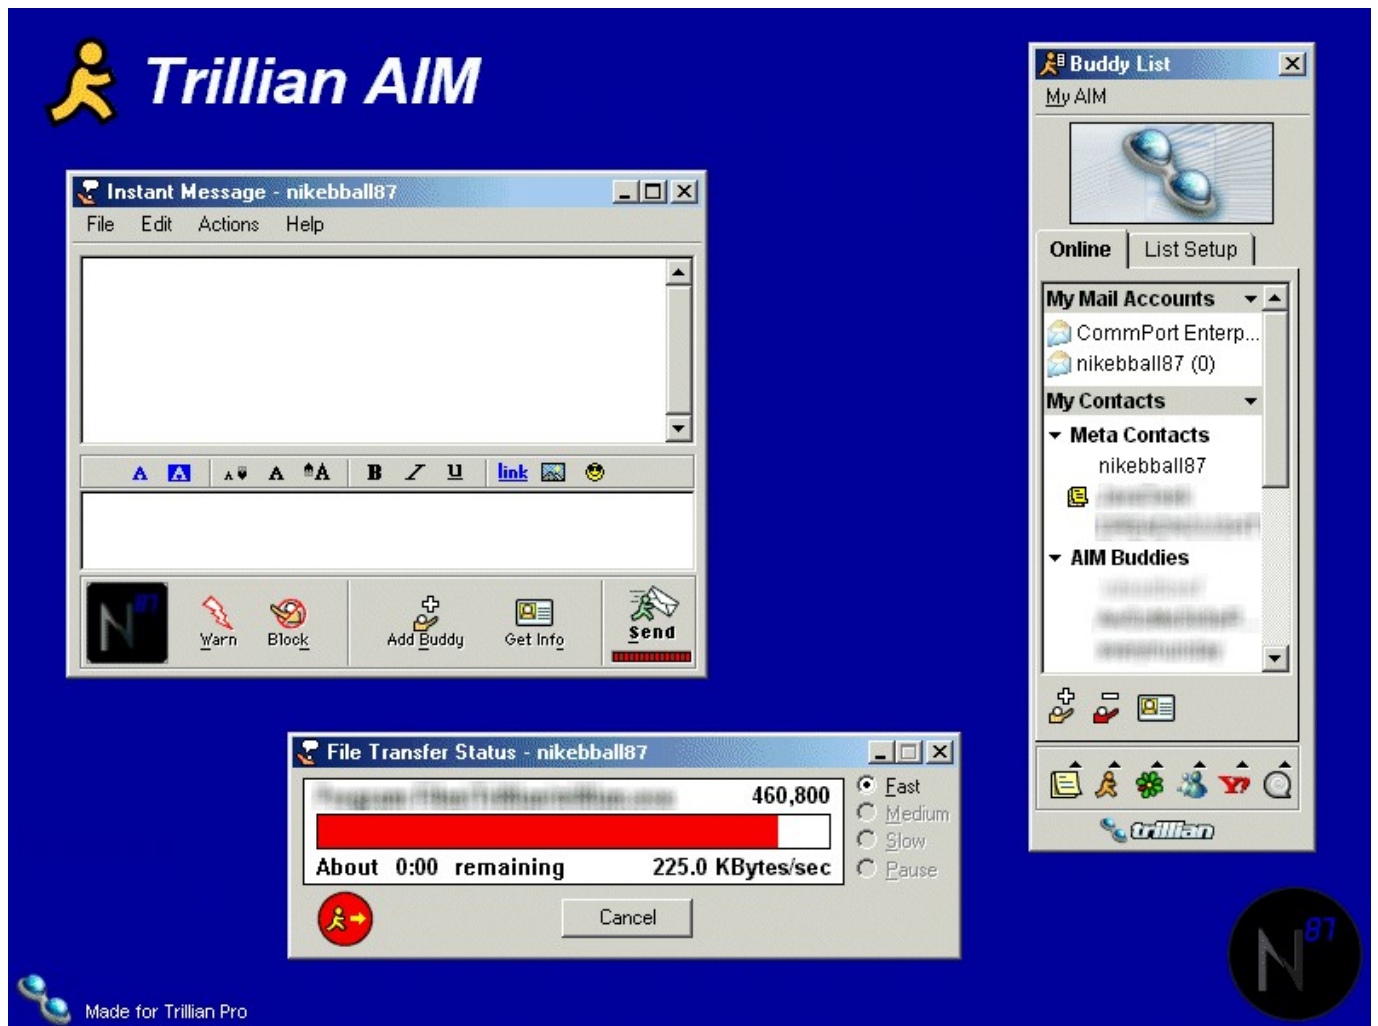 Trillian AIM
Instant Message - nikebball87
File Edit Actions Help
A A A A A B I u link
N 87
Warn Block Add Buddy Get Info Send
File Transfer Status - nikebball87
460,800
About 0:00 remaining 225.0 KBytes/sec
Fast
Medium
Slow
Pause
Cancel
Buddy List
My AIM
Online List Setup
My Mail Accounts
CommPort Enterp...
nikebball87 (0)
My Contacts
Meta Contacts
nikebball87
AIM Buddies
trillian
Made for Trillian Pro
N 87